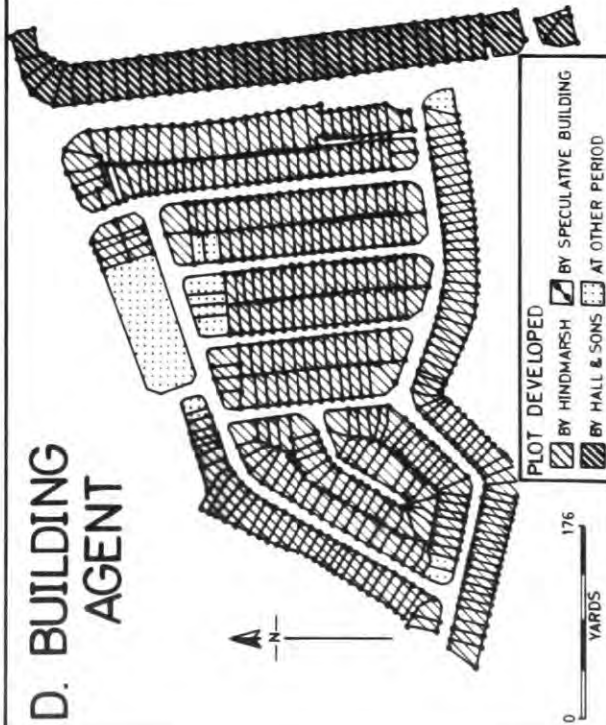 D. BUILDING
AGENT
N
0 176
YARDS
PLOT DEVELOPED
BY HINDMARSH BY SPECULATIVE BUILDING
BY HALL & SONS AT OTHER PERIOD